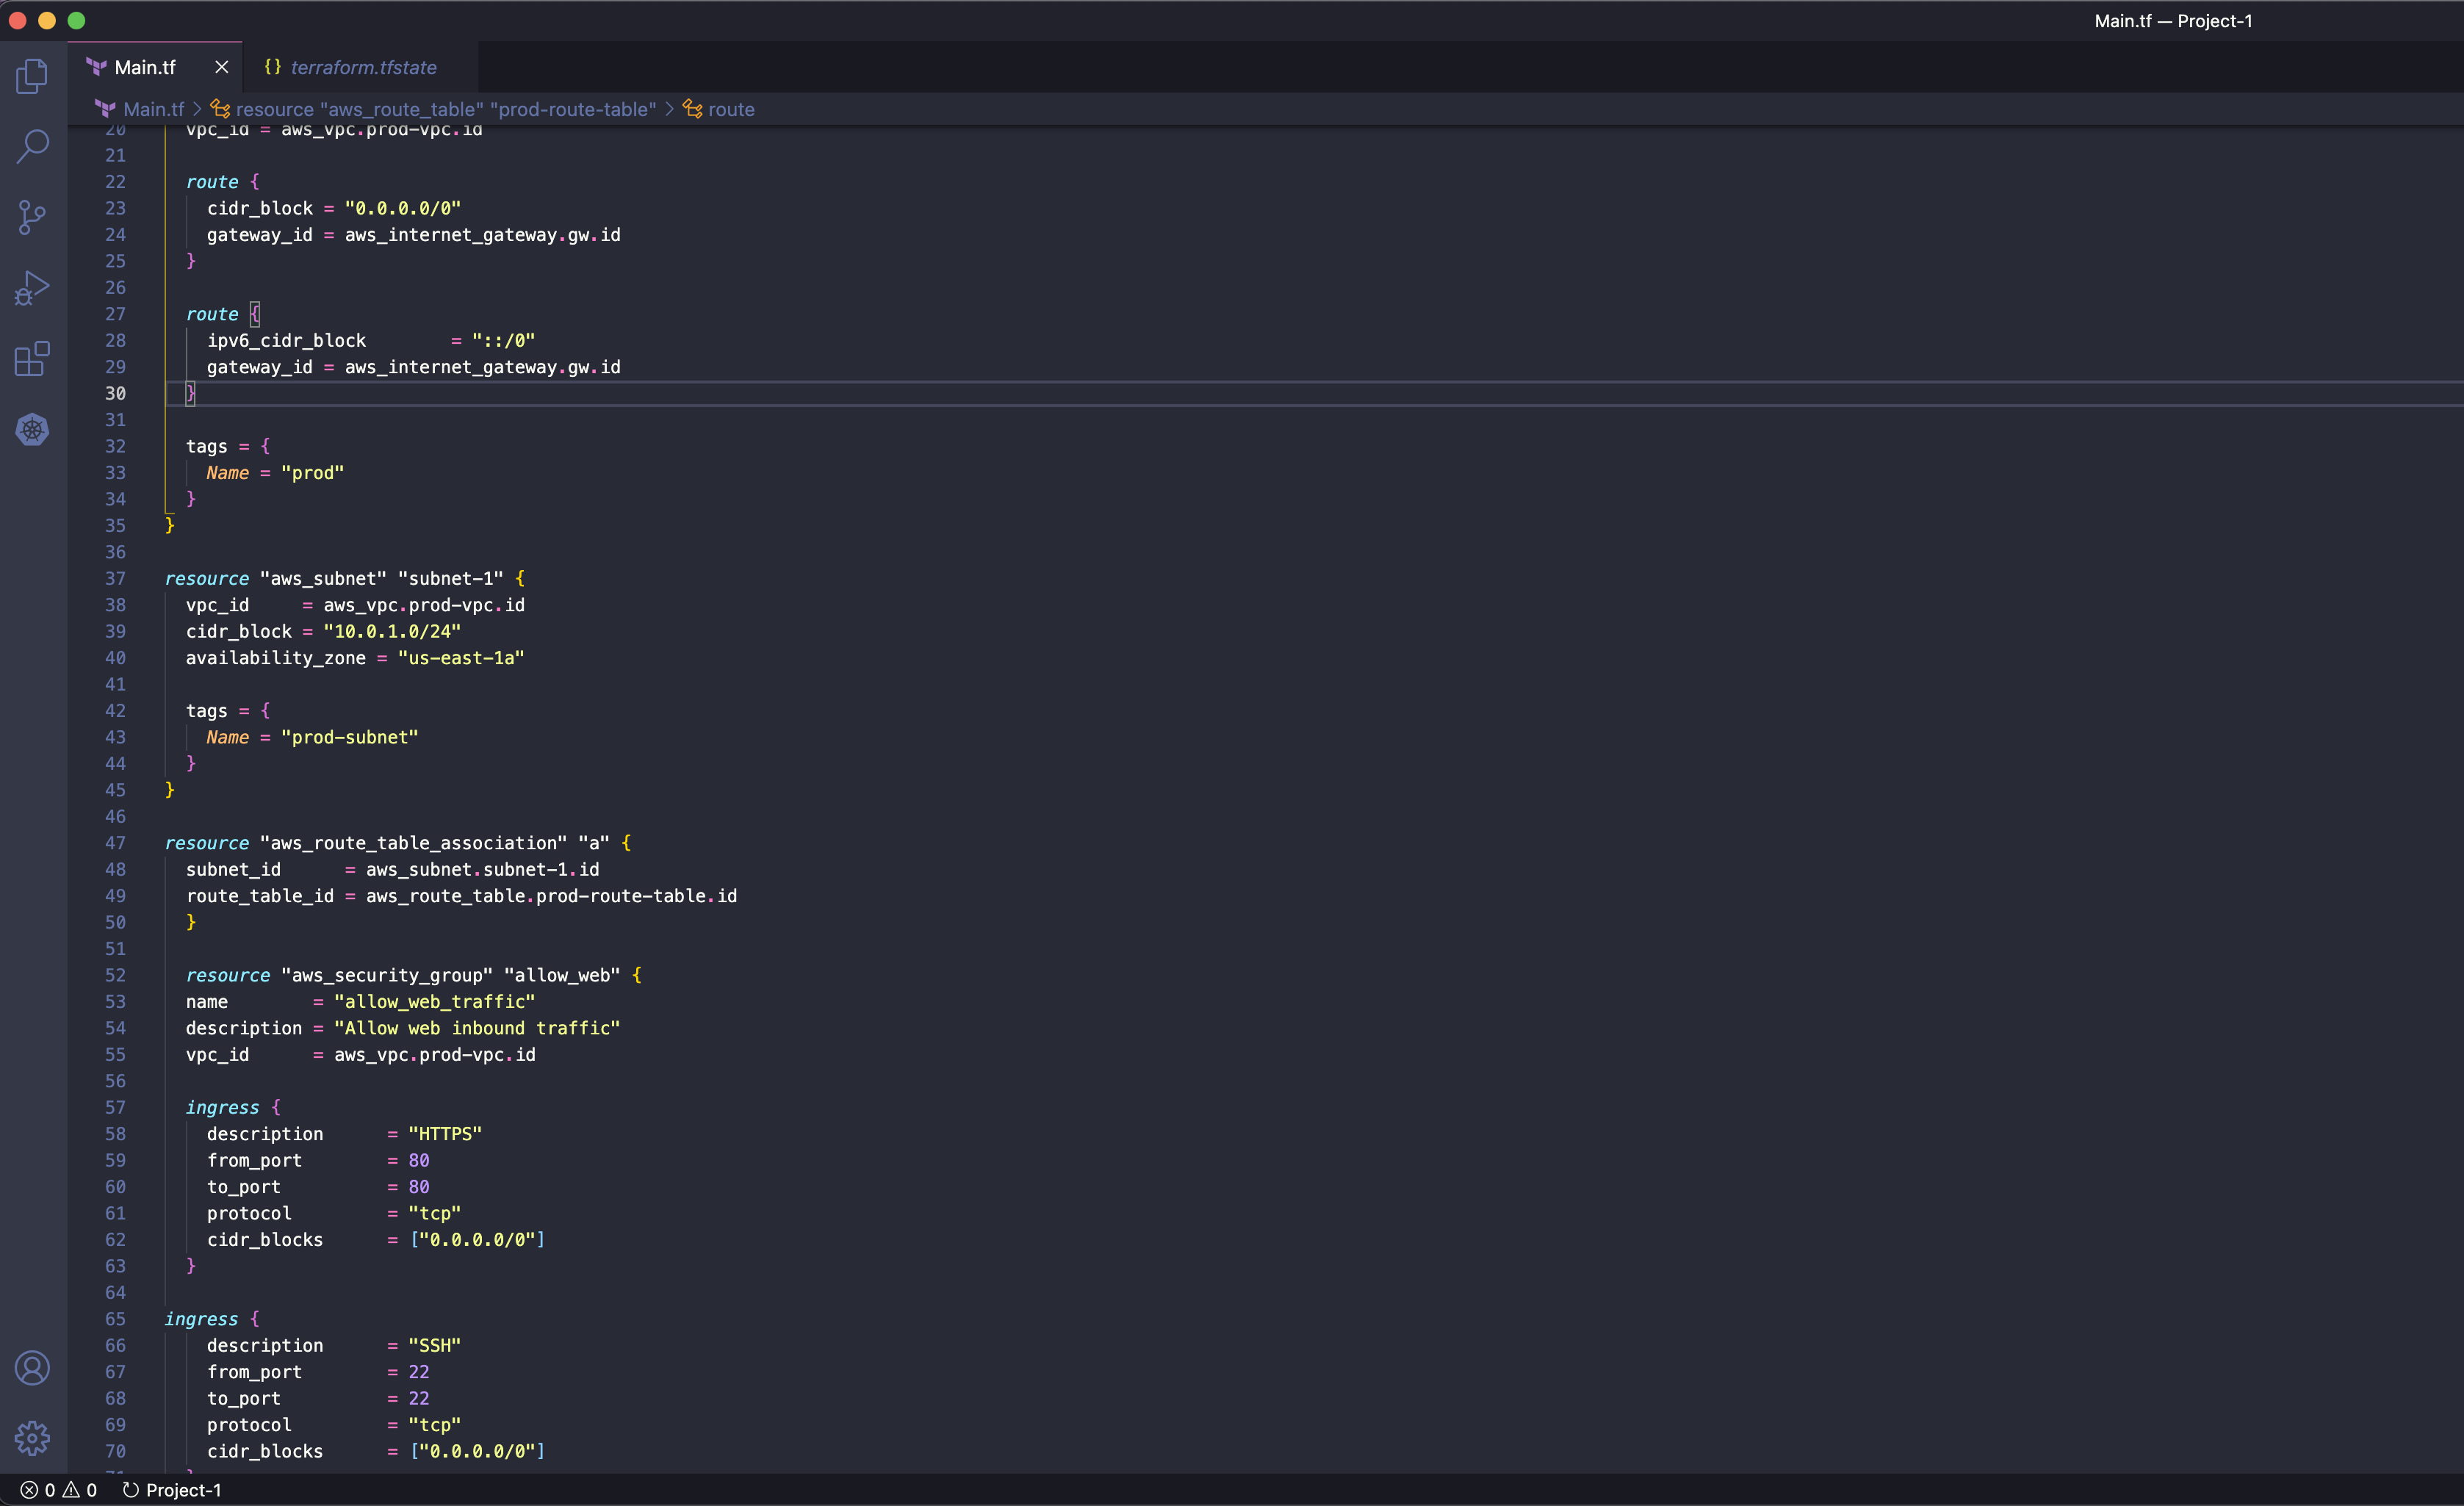 Main.tf — Project-1
Main.tf
{} terraform.tfstate
Main.tf > resource "aws_route_table" "prod-route-table" > route
20 vpc_id = aws_vpc.prod-vpc.id
21
22 route {
23 cidr_block = "0.0.0.0/0"
24 gateway_id = aws_internet_gateway.gw.id
25 }
26
27 route {
28 ipv6_cidr_block = "::/0"
29 gateway_id = aws_internet_gateway.gw.id
30 }
31
32 tags = {
33 Name = "prod"
34 }
35 }
36
37 resource "aws_subnet" "subnet-1" {
38 vpc_id = aws_vpc.prod-vpc.id
39 cidr_block = "10.0.1.0/24"
40 availability_zone = "us-east-1a"
41
42 tags = {
43 Name = "prod-subnet"
44 }
45 }
46
47 resource "aws_route_table_association" "a" {
48 subnet_id = aws_subnet.subnet-1.id
49 route_table_id = aws_route_table.prod-route-table.id
50 }
51
52 resource "aws_security_group" "allow_web" {
53 name = "allow_web_traffic"
54 description = "Allow web inbound traffic"
55 vpc_id = aws_vpc.prod-vpc.id
56
57 ingress {
58 description = "HTTPS"
59 from_port = 80
60 to_port = 80
61 protocol = "tcp"
62 cidr_blocks = ["0.0.0.0/0"]
63 }
64
65 ingress {
66 description = "SSH"
67 from_port = 22
68 to_port = 22
69 protocol = "tcp"
70 cidr_blocks = ["0.0.0.0/0"]
0 0 Project-1